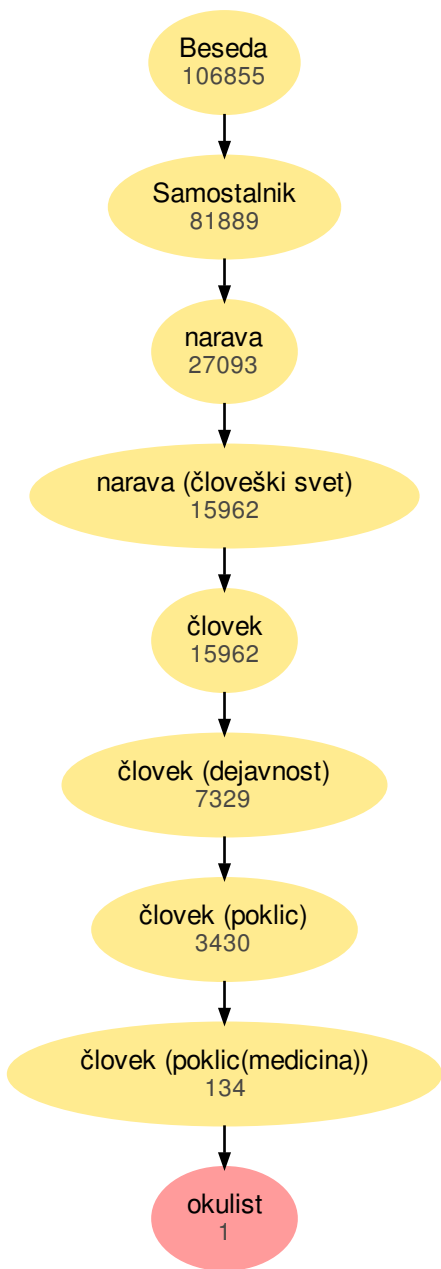 Beseda
106855
Samostalnik
81889
narava
27093
narava (človeški svet)
15962
človek
15962
človek (dejavnost)
7329
človek (poklic)
3430
človek (poklic(medicina))
134
okulist
1